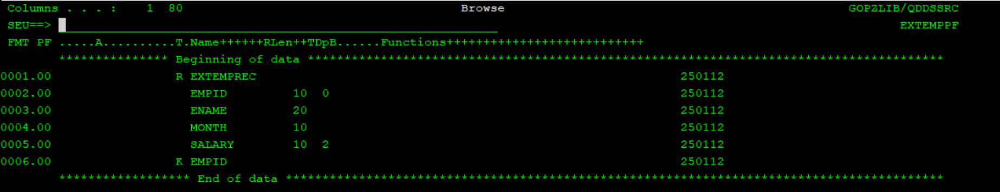 Columns . . . :    1  80                                      Browse                                               GOPZLIB/QDDSSRC
SEU==>                                                                                                                    EXTEMPPF
FMT PF .....A..........T.Name++++++RLen++TDpB......Functions+++++++++++++++++++++++++++
*************** Beginning of data ***************************************************************************************
0001.00                 R EXTEMPREC                                                          250112
0002.00                   EMPID         10  0                                                250112
0003.00                   ENAME         20                                                   250112
0004.00                   MONTH         10                                                   250112
0005.00                   SALARY        10  2                                                250112
0006.00                 K EMPID                                                              250112
****************** End of data ******************************************************************************************